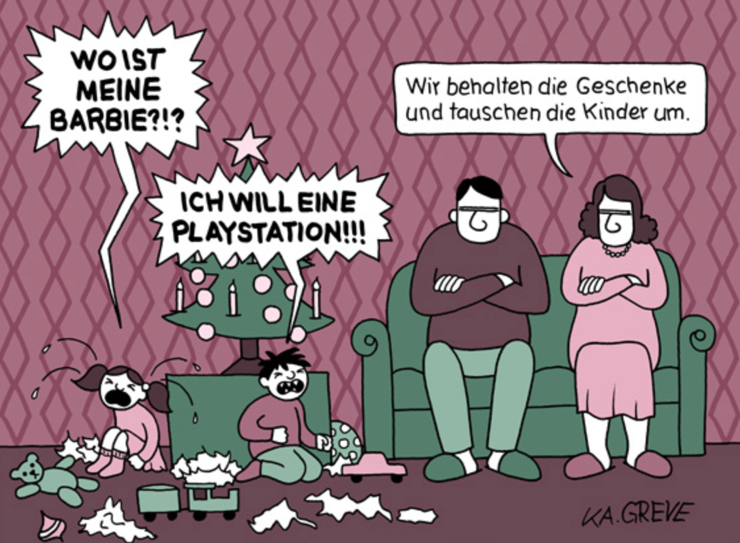 WO IST
MEINE
BARBIE?!?
Wir behalten die Geschenke
und tauschen die Kinder um.
ICH WILL EINE
PLAYSTATION!!!
KA.GREVE